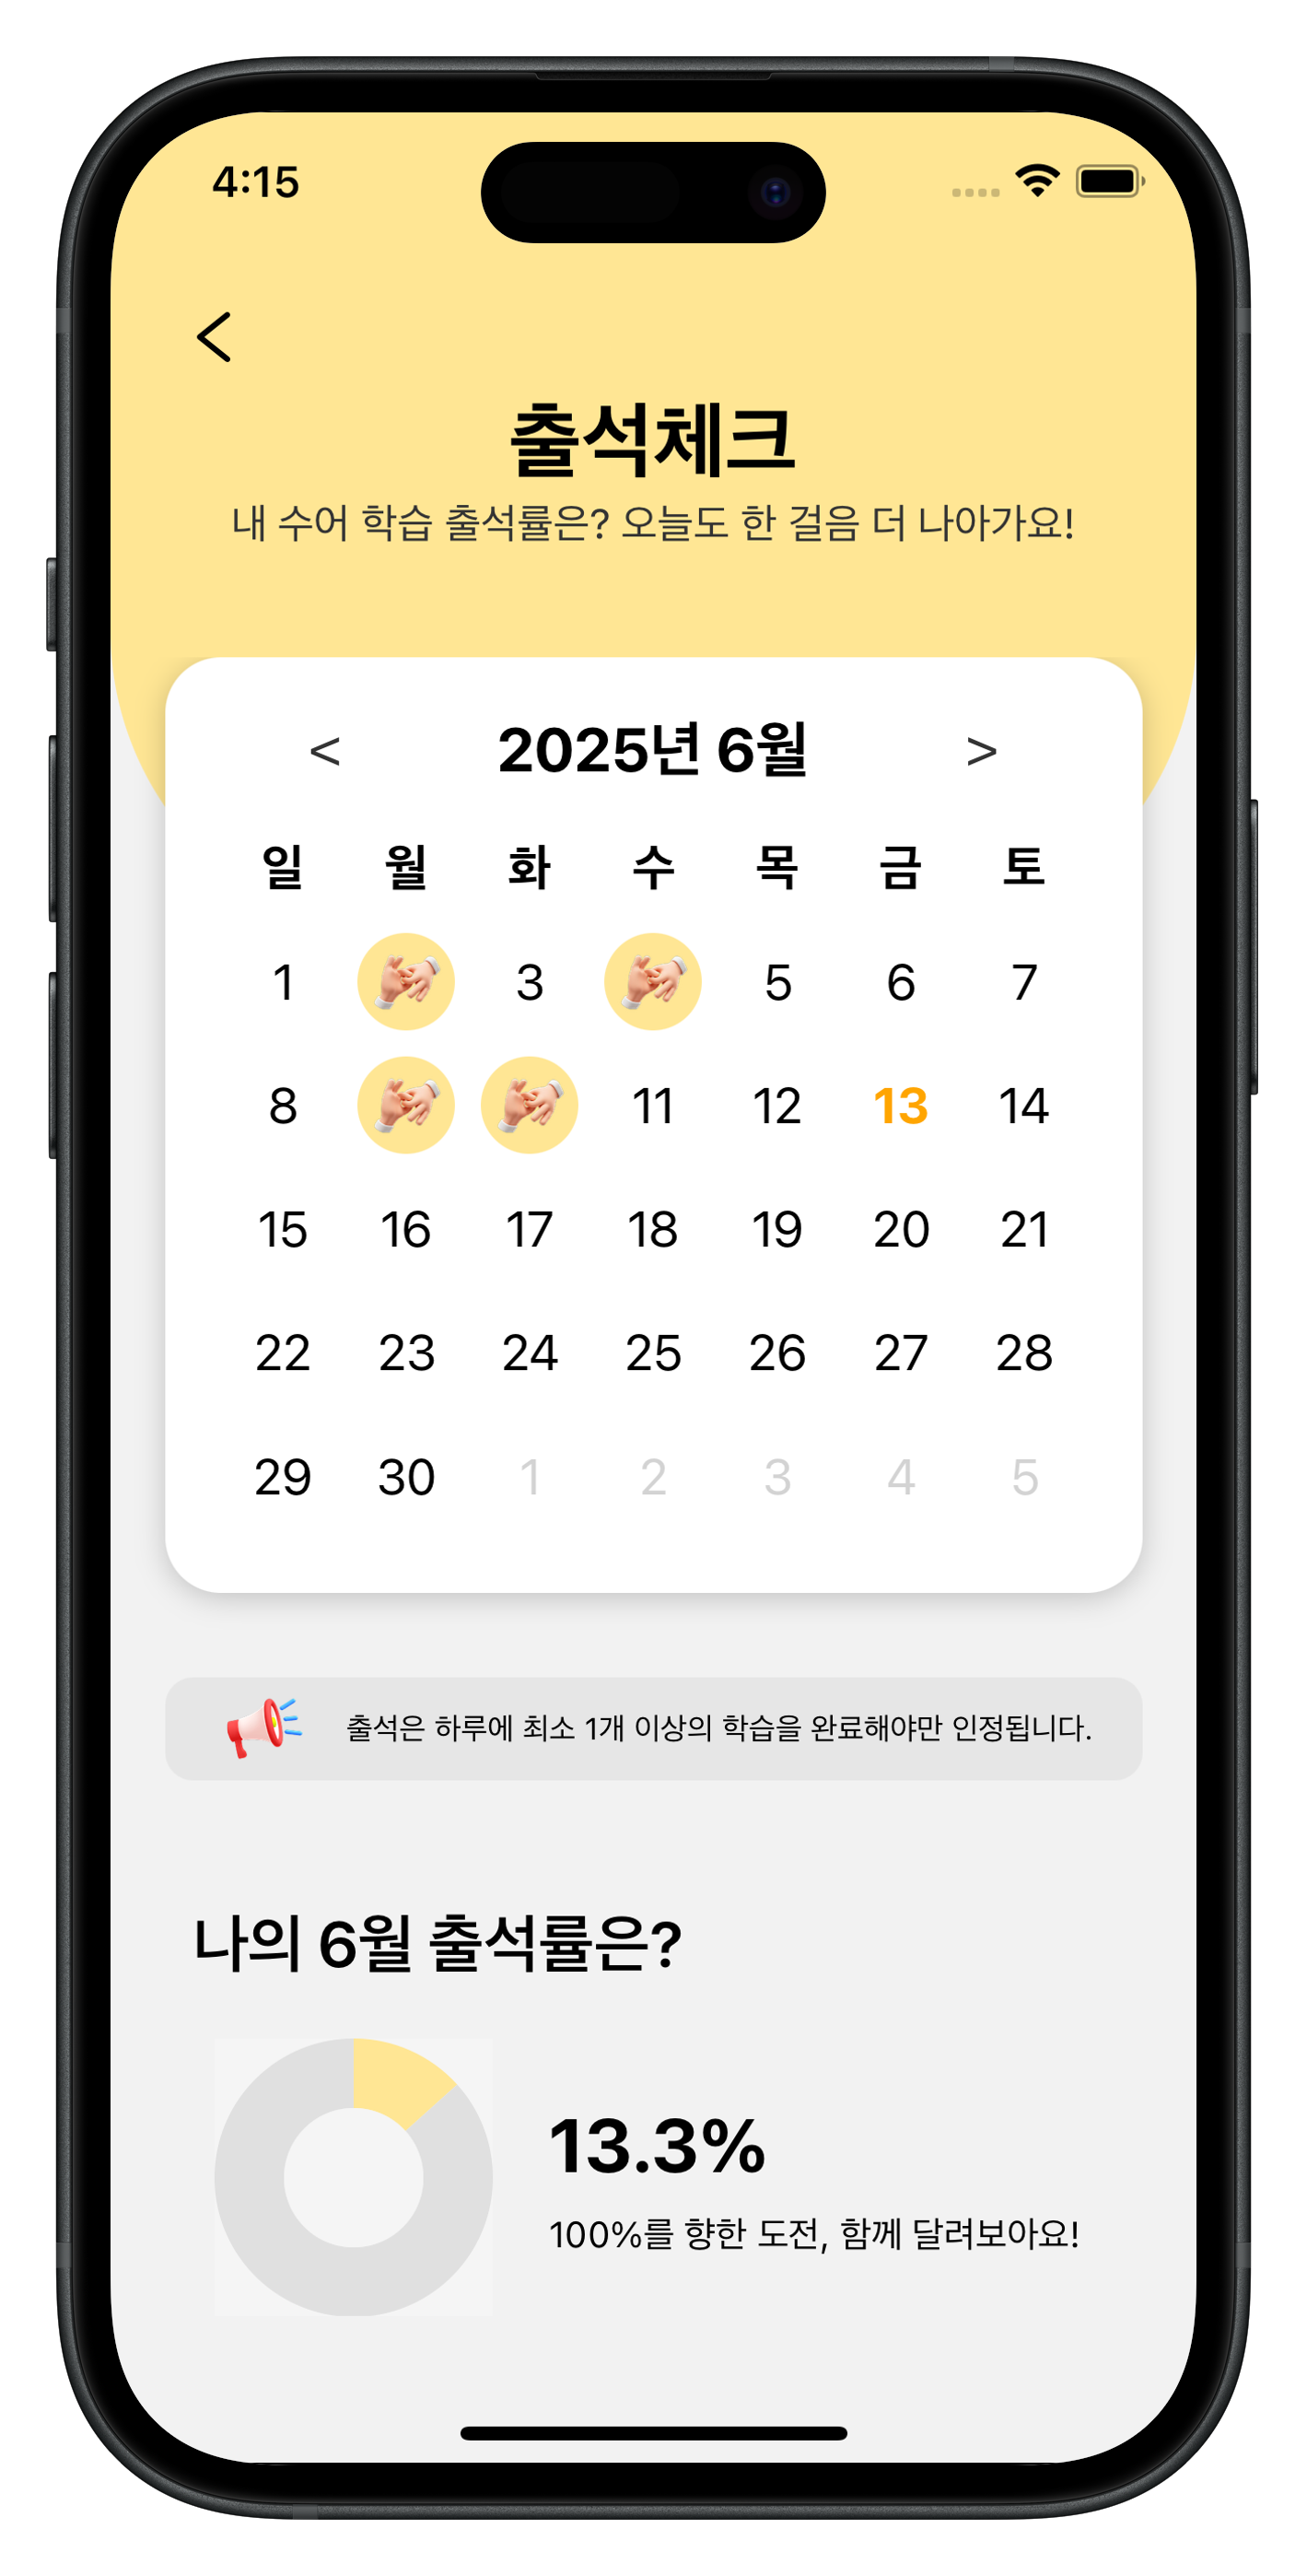 4:15
출석체크
내 수어 학습 출석률은? 오늘도 한 걸음 더 나아가요!
< 2025년 6월 >
일 월 화 수 목 금 토
1 3 5 6 7
8 11 12 13 14
15 16 17 18 19 20 21
22 23 24 25 26 27 28
29 30 1 2 3 4 5
출석은 하루에 최소 1개 이상의 학습을 완료해야만 인정됩니다.
나의 6월 출석률은?
13.3%
100%를 향한 도전, 함께 달려보아요!